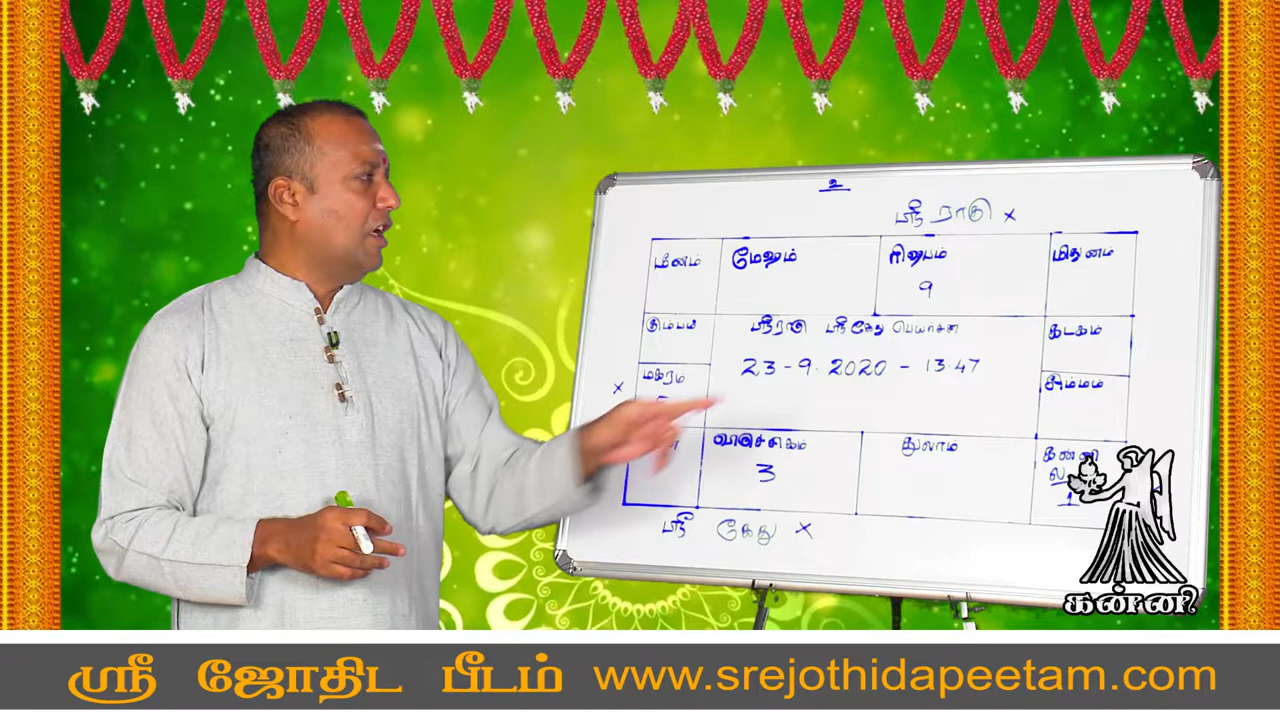 உ
ஸ்ரீ ராகு x
மீனம் மேஷம் ரிஷபம் மிதுனம்
9
கும்பம் ஸ்ரீ ராகு ஸ்ரீ கேது பெயர்ச்சி கடகம்
23-9.2020 - 13.47
x மகரம் சிம்மம்
விருச்சிகம் துலாம் கன்னி
3 1
ஸ்ரீ கேது x
கன்னி
ஸ்ரீ ஜோதிட பீடம் www.srejothidapeetam.com